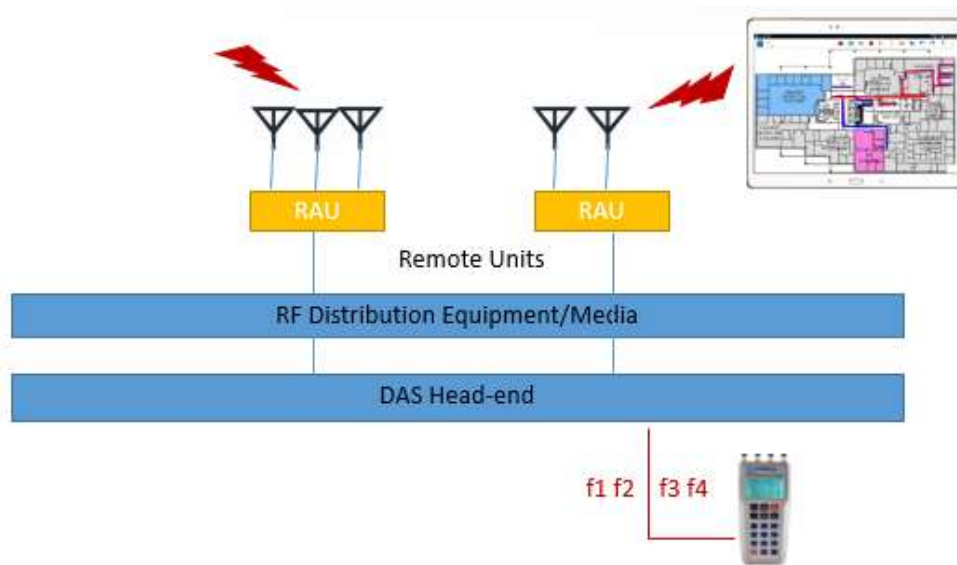 RAU
RAU
Remote Units
RF Distribution Equipment/Media
DAS Head-end
f1 f2
f3 f4